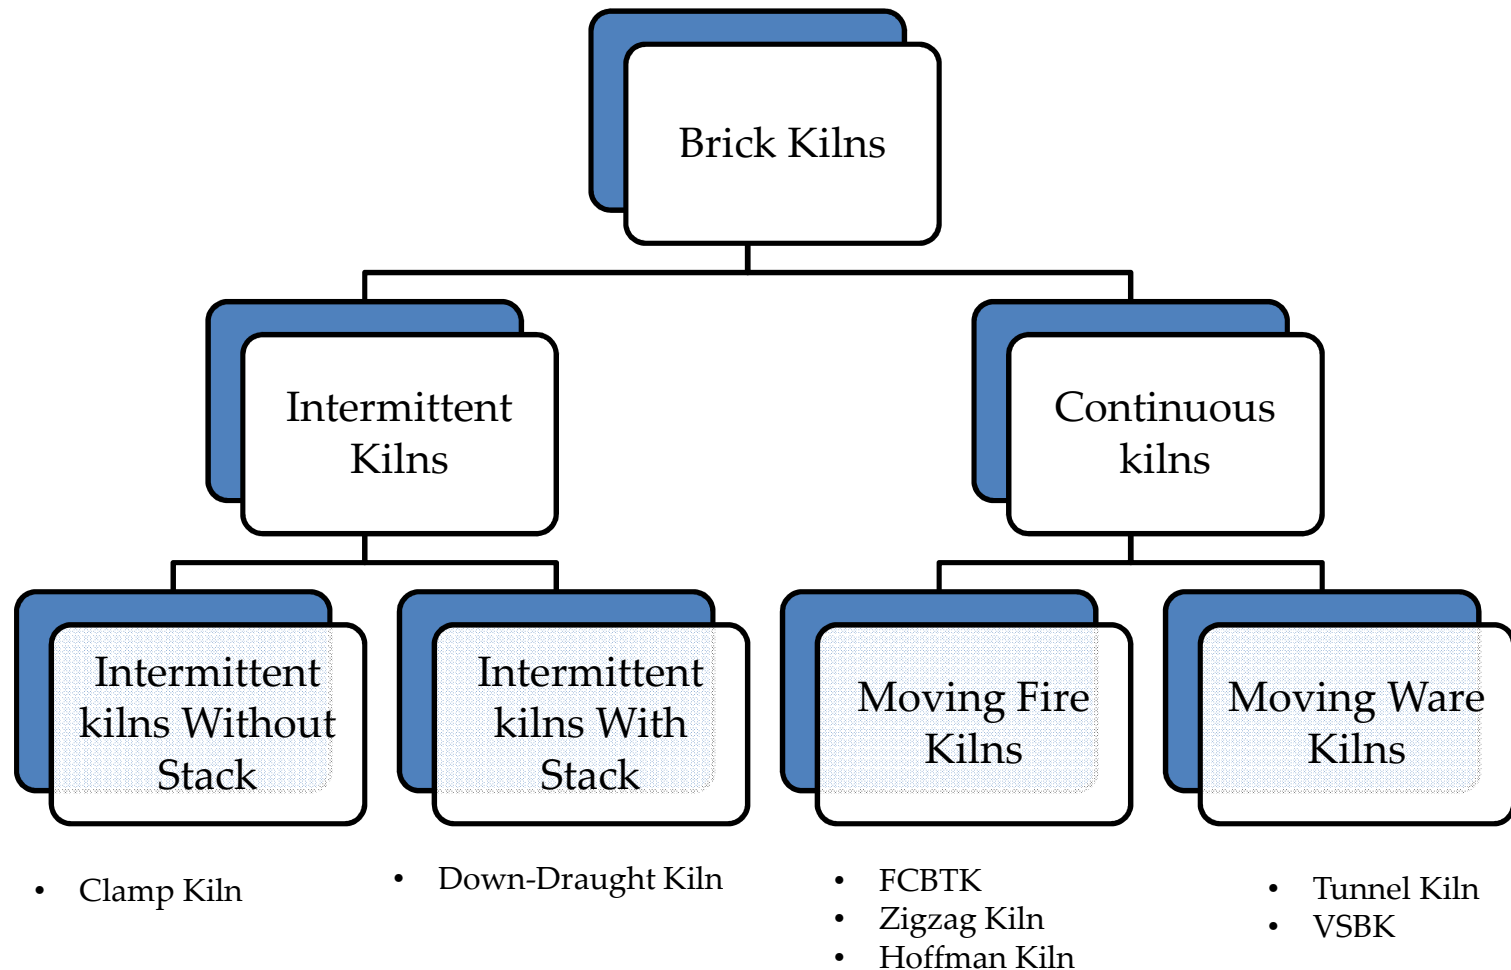 Brick Kilns
Intermittent
Kilns
Continuous
kilns
Intermittent
kilns Without
Stack
Intermittent
kilns With
Stack
Moving Fire
Kilns
Moving Ware
Kilns
• Clamp Kiln
• Down-Draught Kiln
• FCBTK
• Zigzag Kiln
• Hoffman Kiln
• Tunnel Kiln
• VSBK